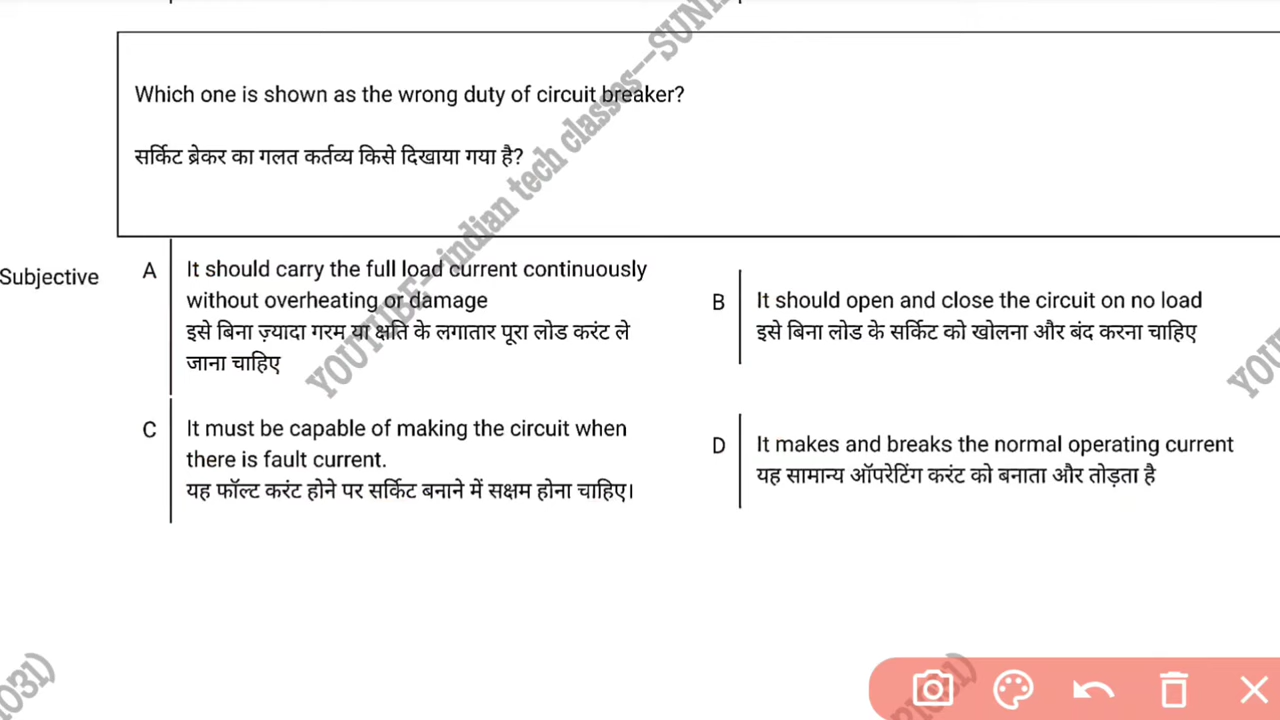 Which one is shown as the wrong duty of circuit breaker?
सर्किट ब्रेकर का गलत कर्तव्य किसे दिखाया गया है?
Subjective
A
It should carry the full load current continuously
without overheating or damage
इसे बिना ज़्यादा गरम या क्षति के लगातार पूरा लोड करंट ले
जाना चाहिए
B
It should open and close the circuit on no load
इसे बिना लोड के सर्किट को खोलना और बंद करना चाहिए
C
It must be capable of making the circuit when
there is fault current.
यह फॉल्ट करंट होने पर सर्किट बनाने में सक्षम होना चाहिए।
D
It makes and breaks the normal operating current
यह सामान्य ऑपरेटिंग करंट को बनाता और तोड़ता है
YOUTUBE--indian tech classes--